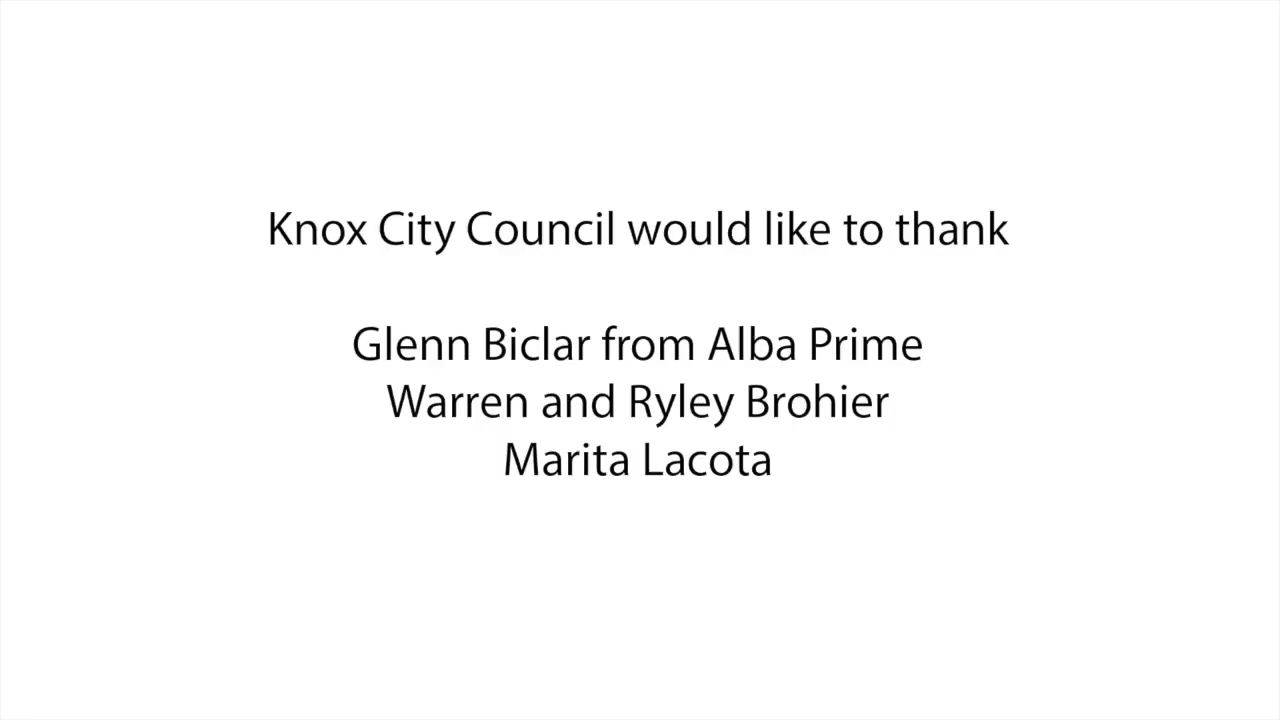 Knox City Council would like to thank
Glenn Biclar from Alba Prime
Warren and Ryley Brohier
Marita Lacota